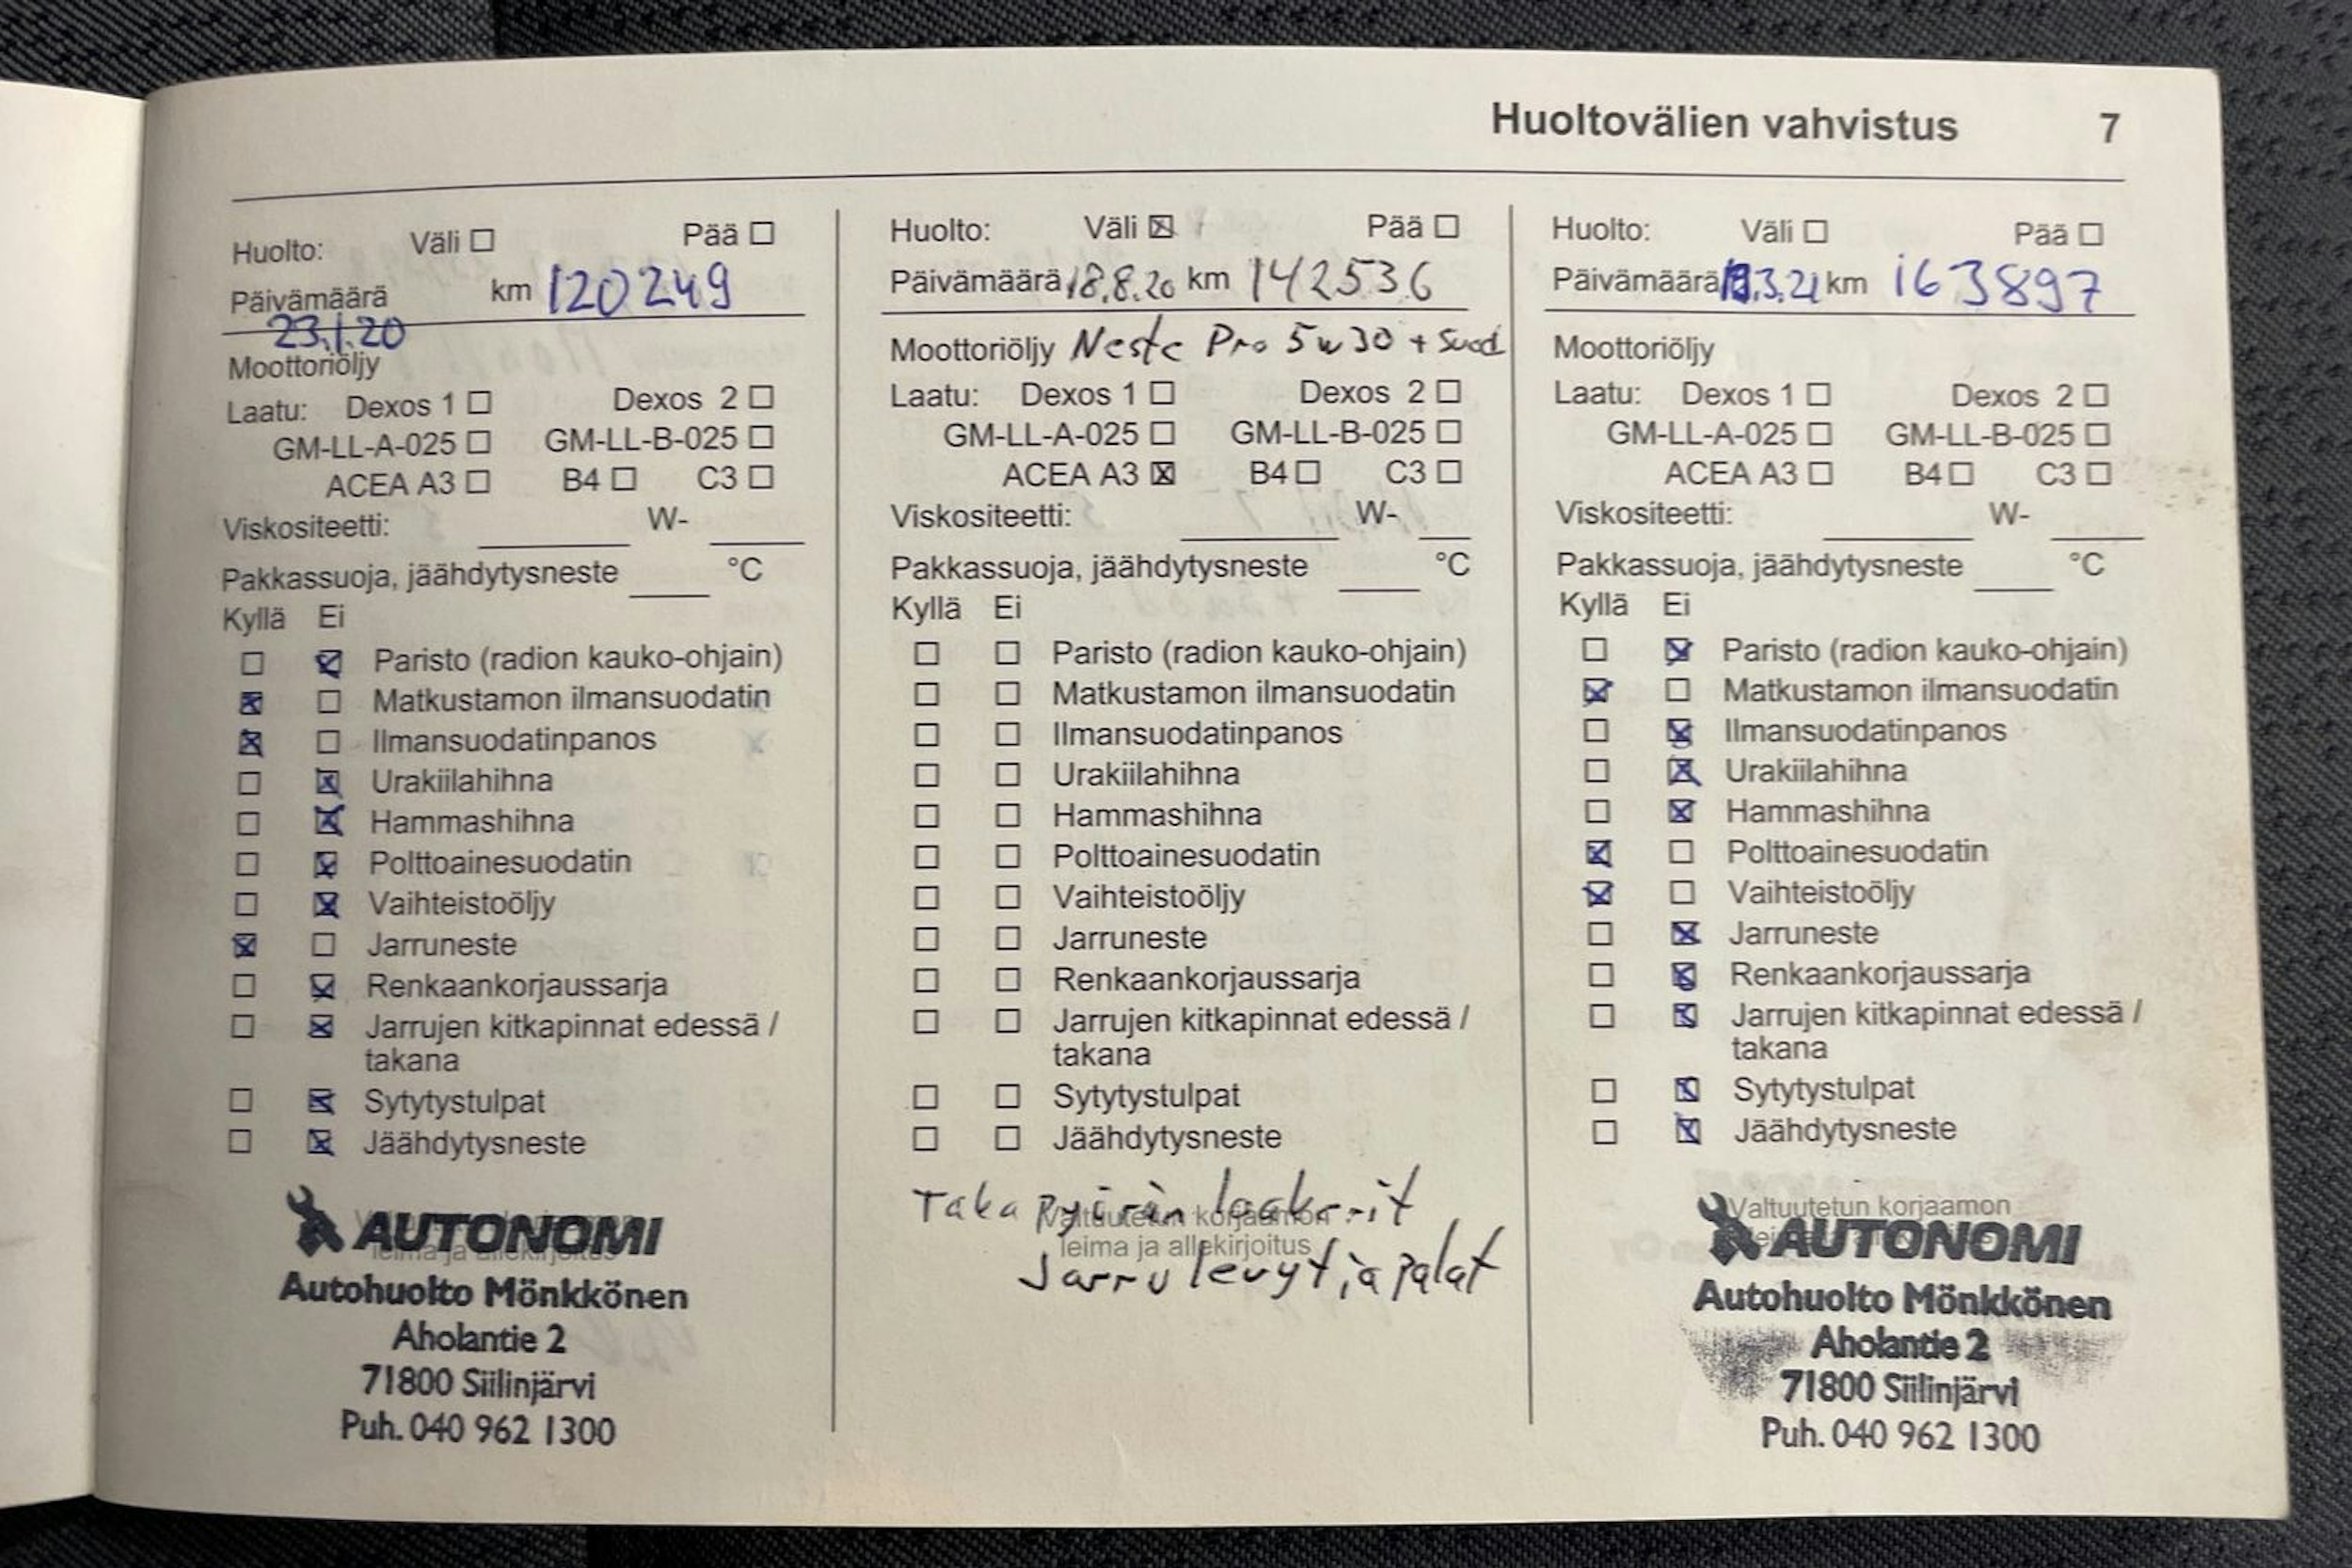 Huoltovälien vahvistus 7
Huolto: Väli ☐ Pää ☐
Päivämäärä km 120249
23.1.20
Moottoriöljy
Laatu: Dexos 1 ☐ Dexos 2 ☐
GM-LL-A-025 ☐ GM-LL-B-025 ☐
ACEA A3 ☐ B4 ☐ C3 ☐
Viskositeetti: W-
Pakkassuoja, jäähdytysneste °C
Kyllä Ei
☐ ☒ Paristo (radion kauko-ohjain)
☒ ☐ Matkustamon ilmansuodatin
☒ ☐ Ilmansuodatinpanos
☐ ☒ Urakiilahihna
☐ ☒ Hammashihna
☐ ☒ Polttoainesuodatin
☐ ☒ Vaihteistoöljy
☒ ☐ Jarruneste
☐ ☒ Renkaankorjaussarja
☐ ☒ Jarrujen kitkapinnat edessä /
takana
☐ ☒ Sytytystulpat
☐ ☒ Jäähdytysneste
AUTONOMI
leima ja allekirjoitus
Autohuolto Mönkkönen
Aholantie 2
71800 Siilinjärvi
Puh. 040 962 1300
Huolto: Väli ☒ Pää ☐
Päivämäärä 18.8.20 km 142536
Moottoriöljy Neste Pro 5w30 + Suod
Laatu: Dexos 1 ☐ Dexos 2 ☐
GM-LL-A-025 ☐ GM-LL-B-025 ☐
ACEA A3 ☒ B4 ☐ C3 ☐
Viskositeetti: W-
Pakkassuoja, jäähdytysneste °C
Kyllä Ei
☐ ☐ Paristo (radion kauko-ohjain)
☐ ☐ Matkustamon ilmansuodatin
☐ ☐ Ilmansuodatinpanos
☐ ☐ Urakiilahihna
☐ ☐ Hammashihna
☐ ☐ Polttoainesuodatin
☐ ☐ Vaihteistoöljy
☐ ☐ Jarruneste
☐ ☐ Renkaankorjaussarja
☐ ☐ Jarrujen kitkapinnat edessä /
takana
☐ ☐ Sytytystulpat
☐ ☐ Jäähdytysneste
Taka pyörän laakerit
Valtuutetun korjaamon
leima ja allekirjoitus
Jarrulevyt ja palat
Huolto: Väli ☐ Pää ☐
Päivämäärä .3.21 km 163897
Moottoriöljy
Laatu: Dexos 1 ☐ Dexos 2 ☐
GM-LL-A-025 ☐ GM-LL-B-025 ☐
ACEA A3 ☐ B4 ☐ C3 ☐
Viskositeetti: W-
Pakkassuoja, jäähdytysneste °C
Kyllä Ei
☐ ☒ Paristo (radion kauko-ohjain)
☒ ☐ Matkustamon ilmansuodatin
☐ ☒ Ilmansuodatinpanos
☐ ☒ Urakiilahihna
☐ ☒ Hammashihna
☒ ☐ Polttoainesuodatin
☒ ☐ Vaihteistoöljy
☐ ☒ Jarruneste
☐ ☒ Renkaankorjaussarja
☐ ☒ Jarrujen kitkapinnat edessä /
takana
☐ ☒ Sytytystulpat
☐ ☒ Jäähdytysneste
Valtuutetun korjaamon
AUTONOMI
Autohuolto Mönkkönen
Aholantie 2
71800 Siilinjärvi
Puh. 040 962 1300